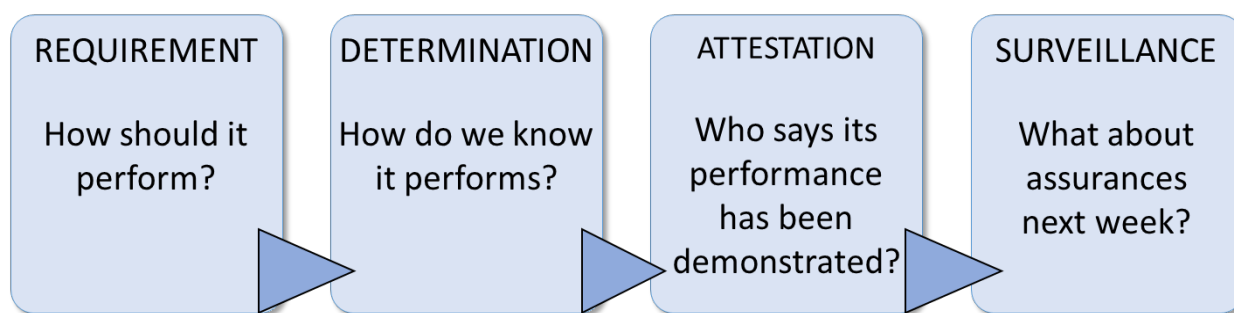 REQUIREMENT
How should it
perform?
DETERMINATION
How do we know
it performs?
ATTESTATION
Who says its
performance
has been
demonstrated?
SURVEILLANCE
What about
assurances
next week?